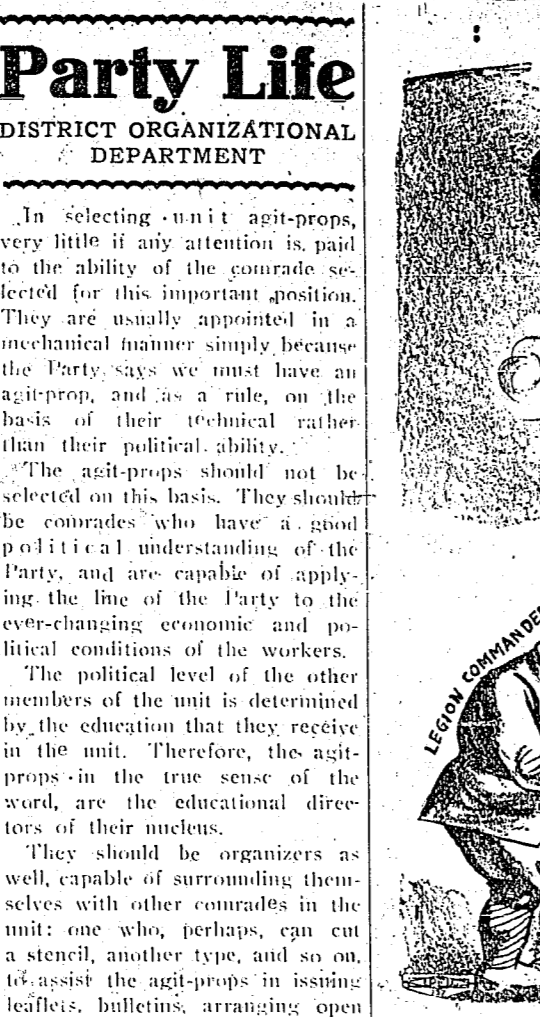 Party Life
DISTRICT ORGANIZATIONAL
DEPARTMENT
In selecting unit agit-props,
very little if any attention is paid
to the ability of the comrade se-
lected for this important position.
They are usually appointed in a
mechanical manner simply because
the Party says we must have an
agit-prop, and as a rule, on the
basis of their technical rather
than their political ability.
The agit-props should not be
selected on this basis. They should
be comrades who have a good
political understanding of the
Party, and are capable of apply-
ing the line of the Party to the
ever-changing economic and po-
litical conditions of the workers.
The political level of the other
members of the unit is determined
by the education that they receive
in the unit. Therefore, the agit-
props in the true sense of the
word, are the educational direc-
tors of their nucleus.
They should be organizers as
well, capable of surrounding them-
selves with other comrades in the
unit: one who, perhaps, can cut
a stencil, another type, and so on,
to assist the agit-props in issuing
leaflets, bulletins, arranging open
LEGION COMMANDER